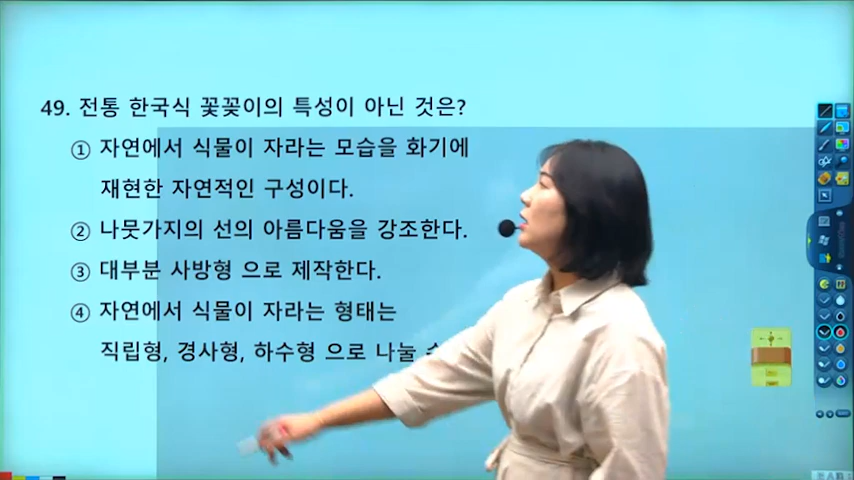 49. 전통 한국식 꽃꽂이의 특성이 아닌 것은?
① 자연에서 식물이 자라는 모습을 화기에
재현한 자연적인 구성이다.
② 나뭇가지의 선의 아름다움을 강조한다.
③ 대부분 사방형 으로 제작한다.
④ 자연에서 식물이 자라는 형태는
직립형, 경사형, 하수형 으로 나눌